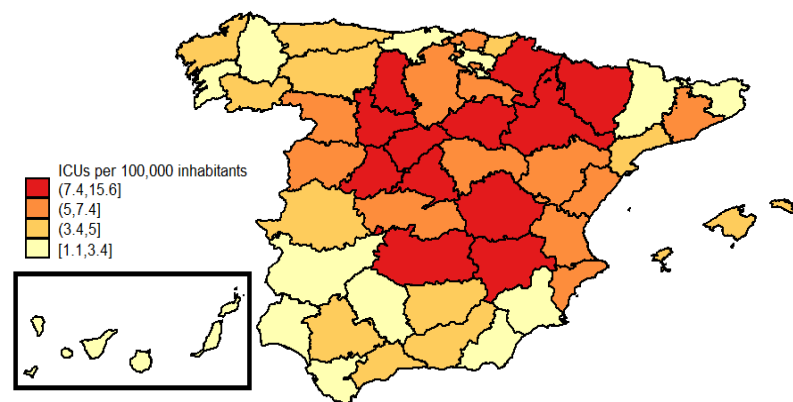 ICUs per 100,000 inhabitants
(7.4,15.6]
(5,7.4]
(3.4,5]
[1.1,3.4]